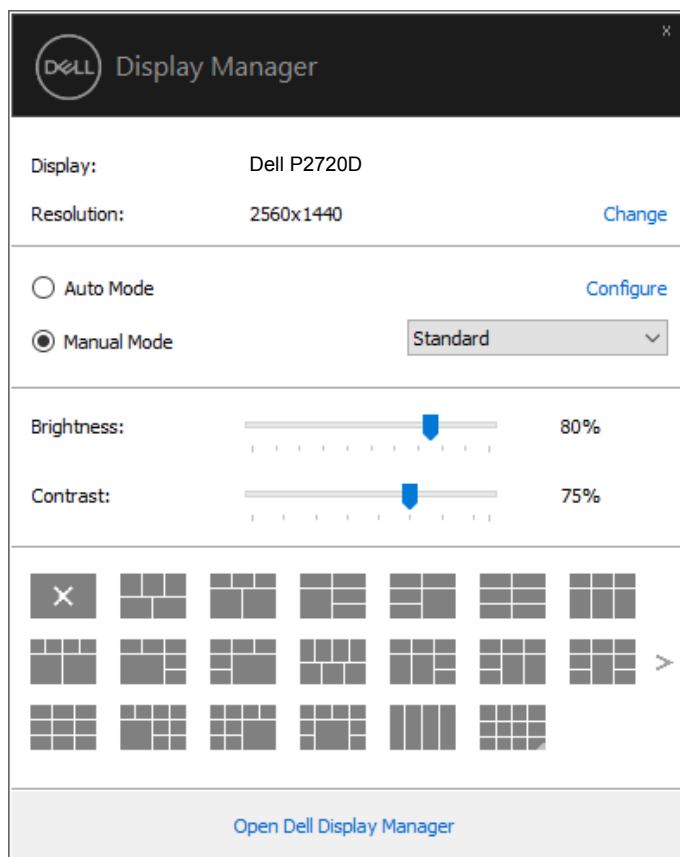 x
DELL Display Manager
Display: Dell P2720D
Resolution: 2560x1440 Change
Auto Mode Configure
Manual Mode Standard
Brightness: 80%
Contrast: 75%
Open Dell Display Manager